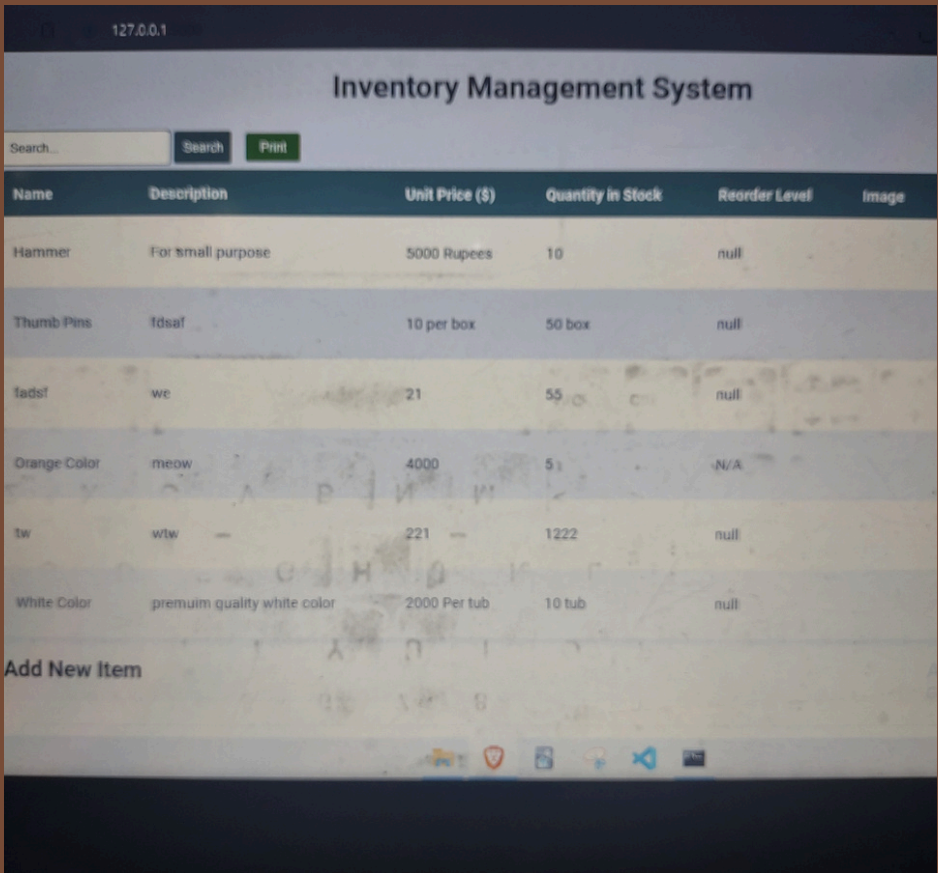 127.0.0.1
Inventory Management System
Search... Search Print
Name Description Unit Price ($) Quantity in Stock Reorder Level Image
Hammer For small purpose 5000 Rupees 10 null
Thumb Pins fdsaf 10 per box 50 box null
fadsf we 21 55 null
Orange Color meow 4000 5 N/A
tw wtw 221 1222 null
White Color premuim quality white color 2000 Per tub 10 tub null
Add New Item